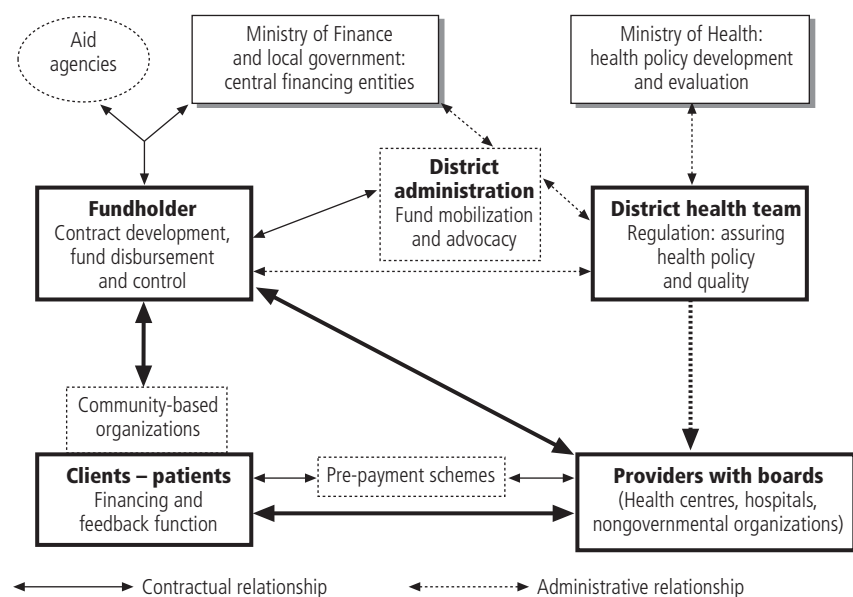 Aid
agencies
Ministry of Finance
and local government:
central financing entities
Ministry of Health:
health policy development
and evaluation
District
administration
Fund mobilization
and advocacy
Fundholder
Contract development,
fund disbursement
and control
District health team
Regulation: assuring
health policy
and quality
Community-based
organizations
Clients – patients
Financing and
feedback function
Pre-payment schemes
Providers with boards
(Health centres, hospitals,
nongovernmental organizations)
Contractual relationship
Administrative relationship